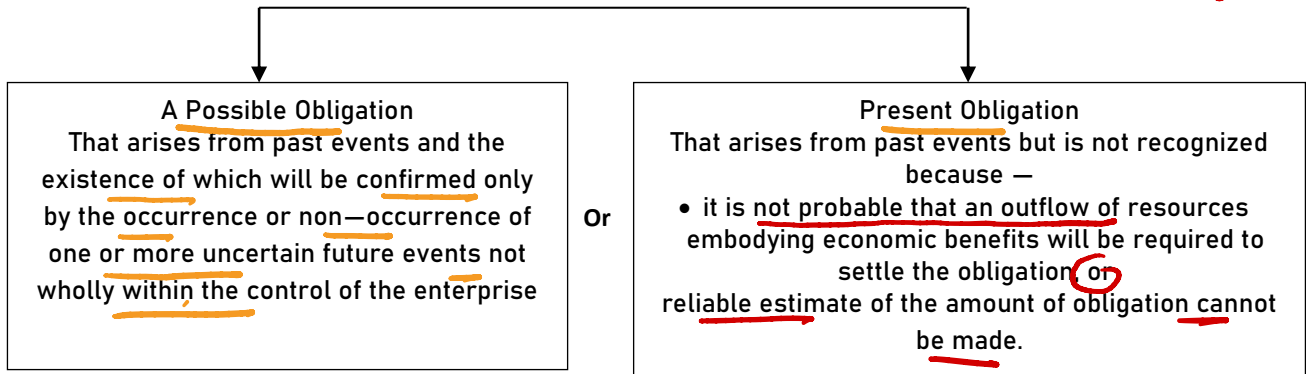 A Possible Obligation
That arises from past events and the
existence of which will be confirmed only
by the occurrence or non—occurrence of
one or more uncertain future events not
wholly within the control of the enterprise
Or
Present Obligation
That arises from past events but is not recognized
because —
• it is not probable that an outflow of resources
embodying economic benefits will be required to
settle the obligation, or
reliable estimate of the amount of obligation cannot
be made.